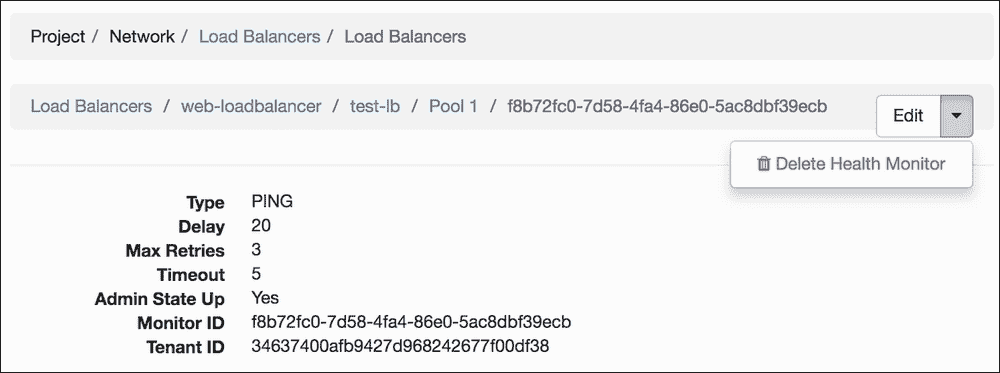 Project / Network / Load Balancers / Load Balancers
Load Balancers / web-loadbalancer / test-lb / Pool 1 / f8b72fc0-7d58-4fa4-86e0-5ac8dbf39ecb
Edit
Delete Health Monitor
Type PING
Delay 20
Max Retries 3
Timeout 5
Admin State Up Yes
Monitor ID f8b72fc0-7d58-4fa4-86e0-5ac8dbf39ecb
Tenant ID 34637400afb9427d968242677f00df38